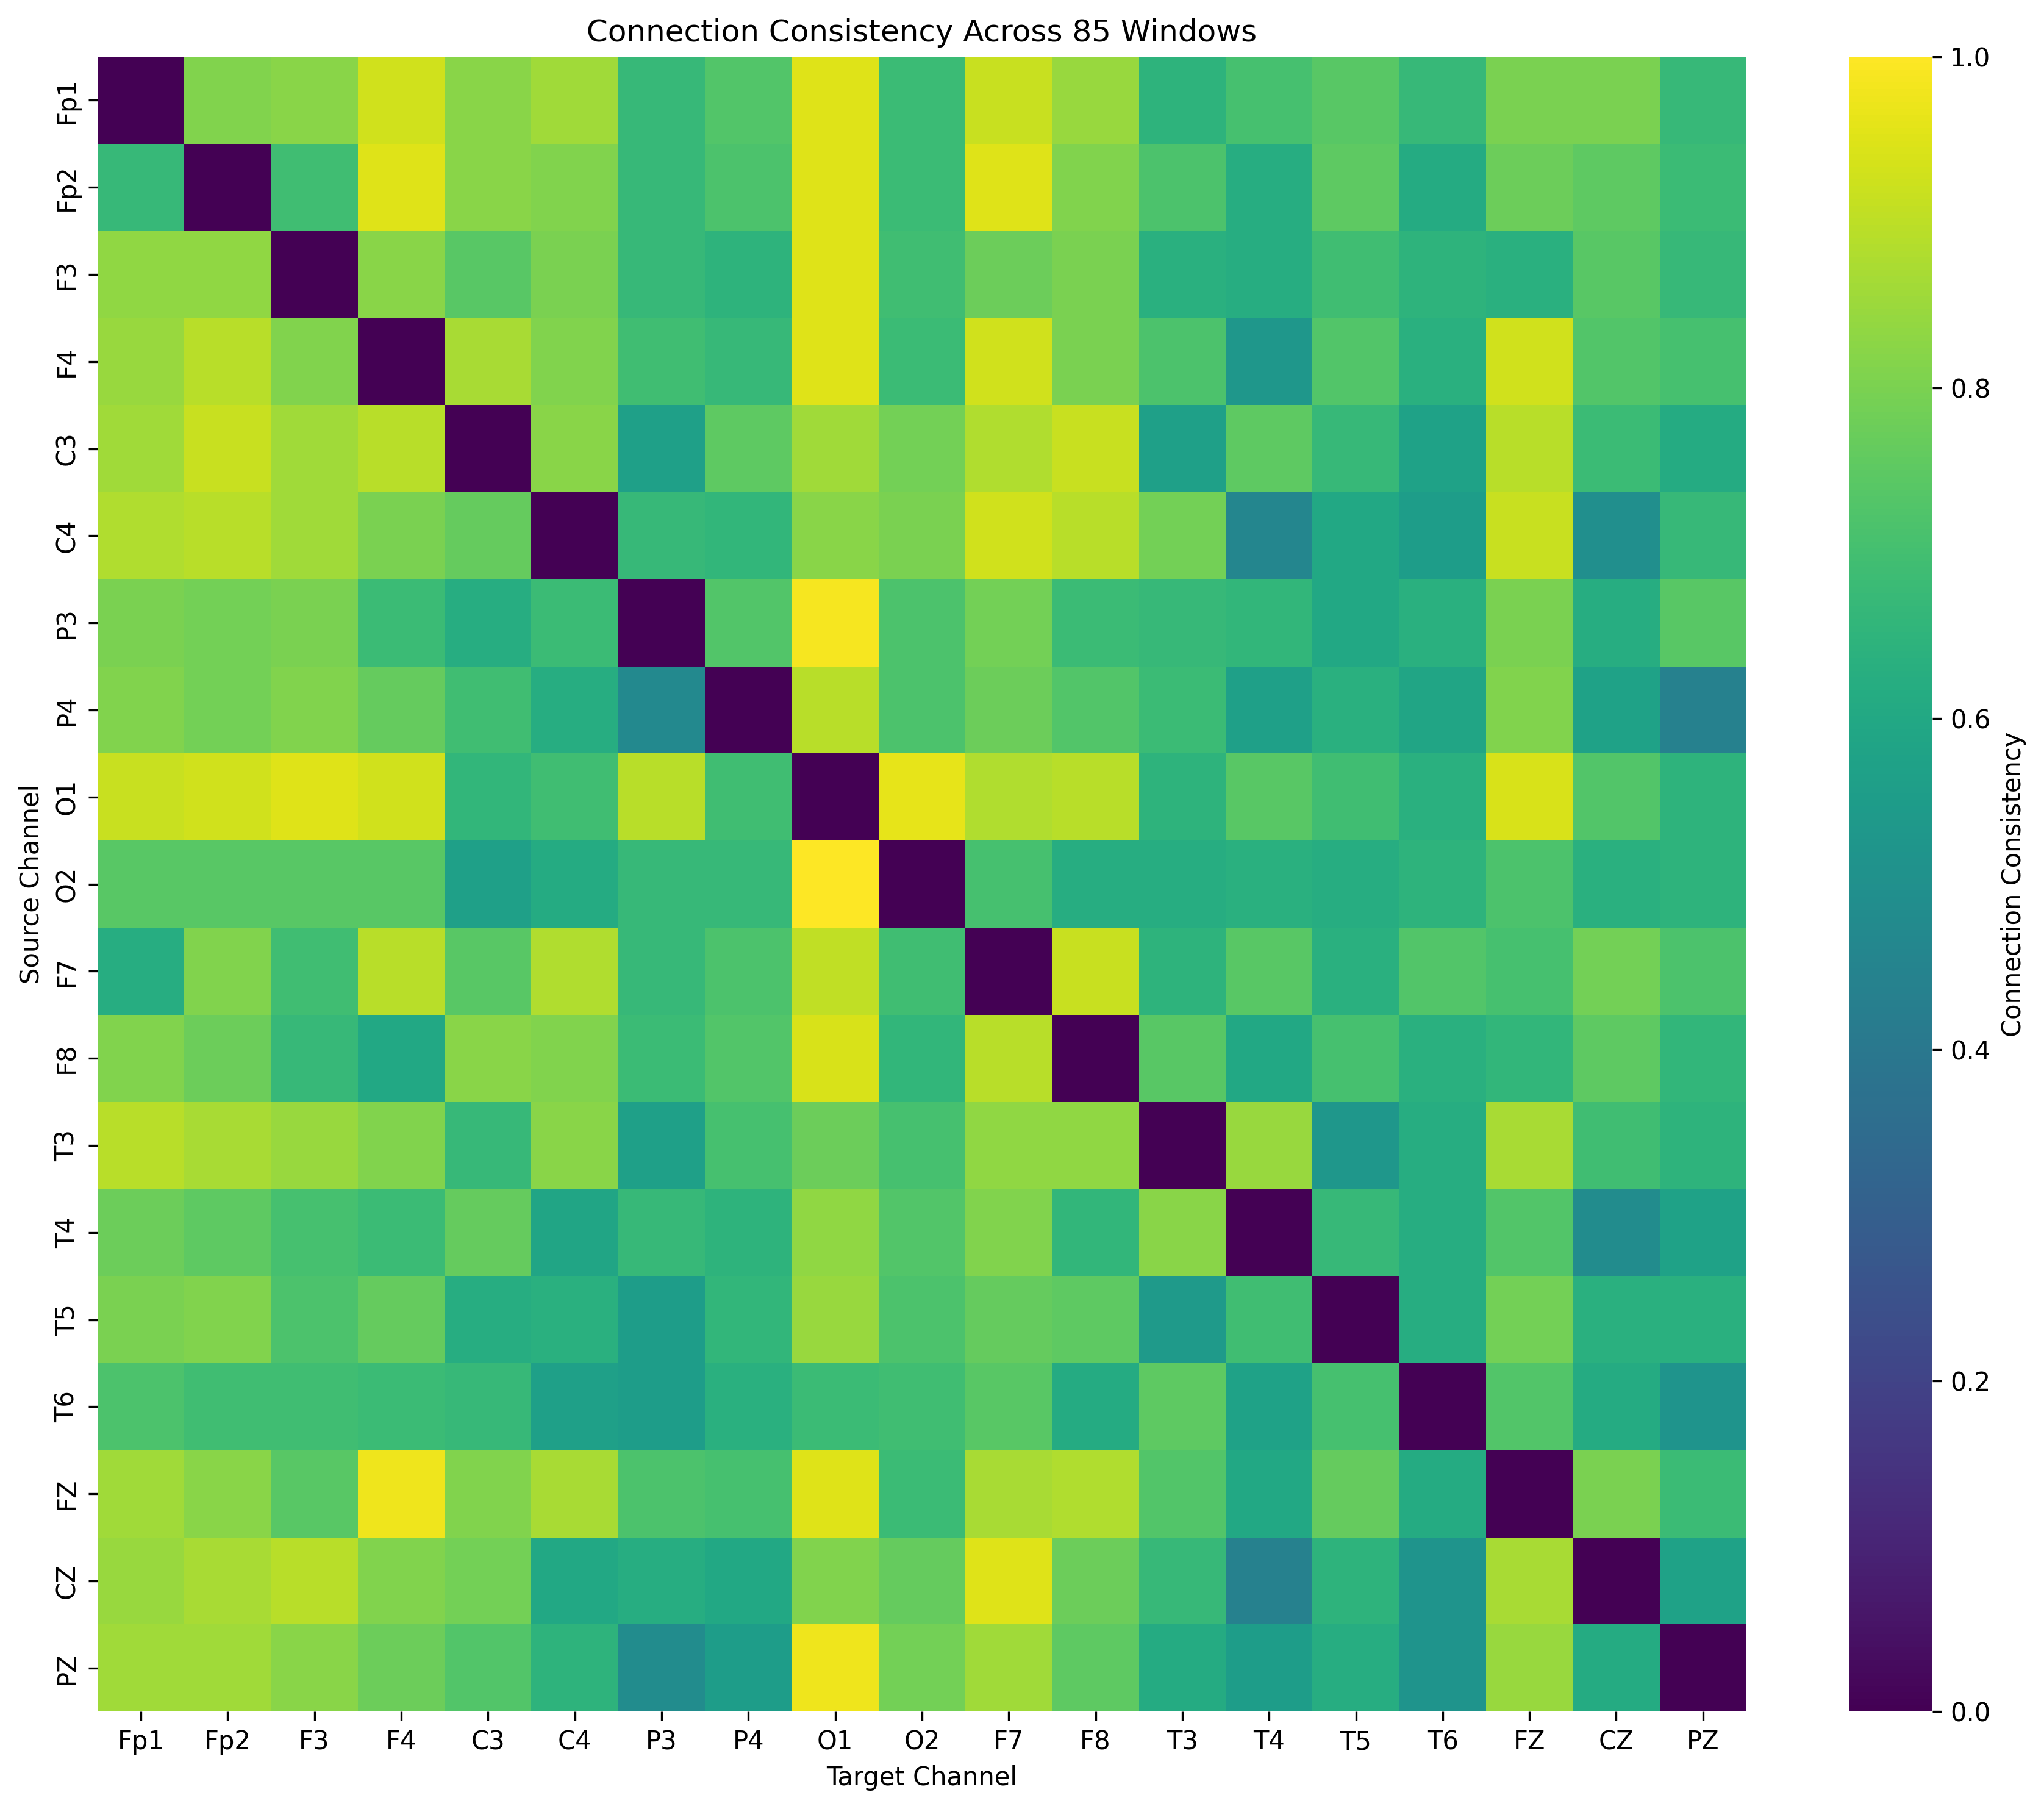 Connection Consistency Across 85 Windows
Source Channel
Fp1
Fp2
F3
F4
C3
C4
P3
P4
O1
O2
F7
F8
T3
T4
T5
T6
FZ
CZ
PZ
Fp1 Fp2 F3 F4 C3 C4 P3 P4 O1 O2 F7 F8 T3 T4 T5 T6 FZ CZ PZ
Target Channel
1.0
0.8
0.6
0.4
0.2
0.0
Connection Consistency